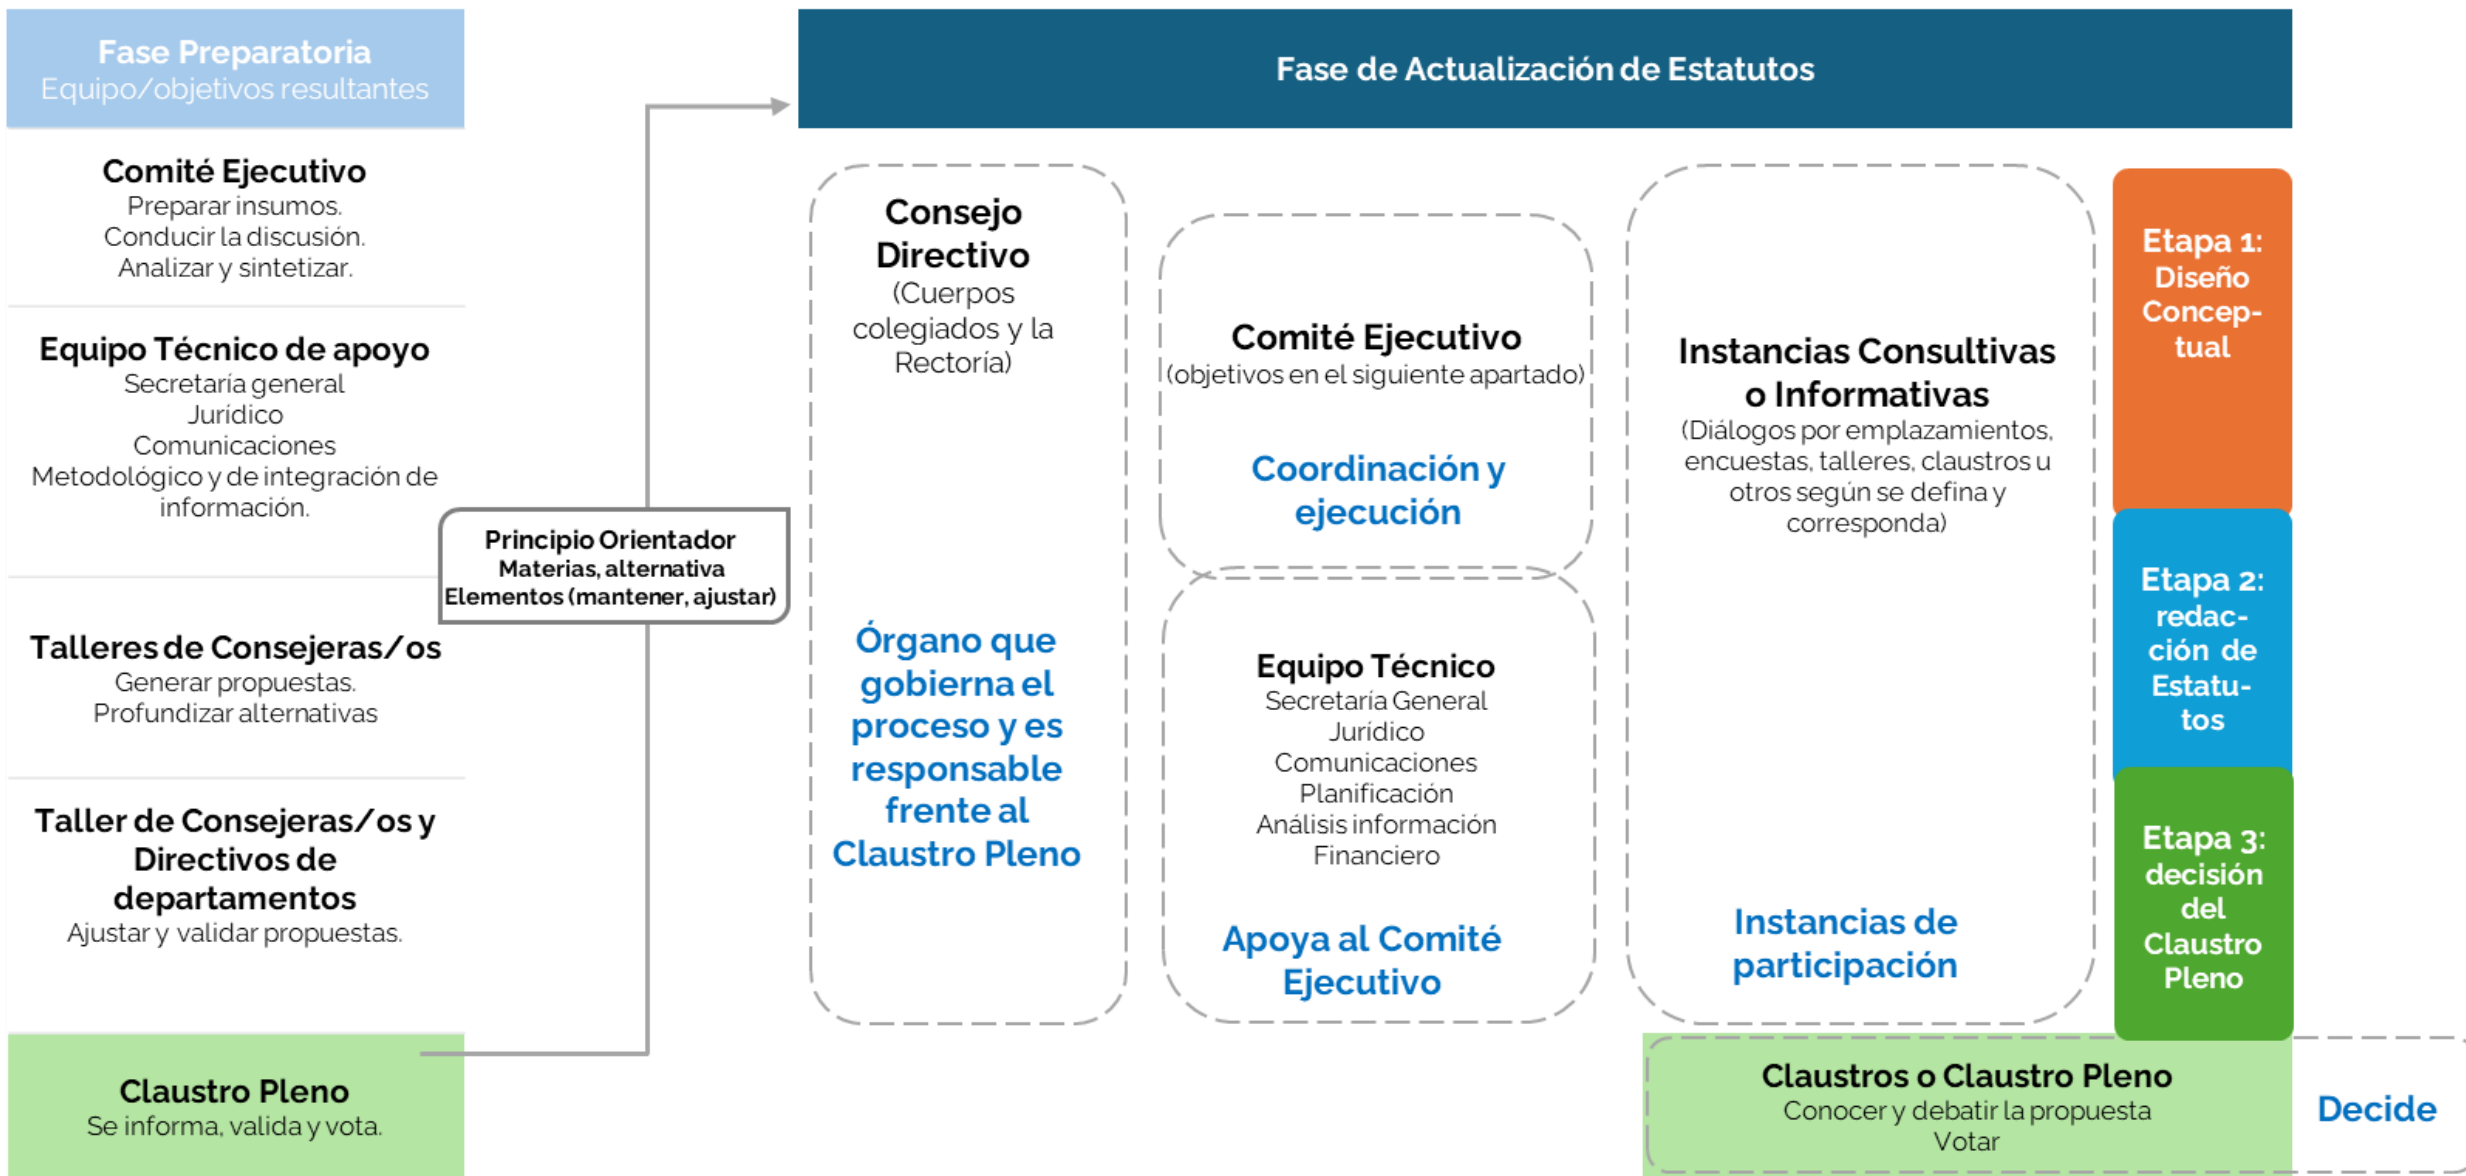 Fase Preparatoria
Equipo/objetivos resultantes
Comité Ejecutivo
Preparar insumos.
Conducir la discusión.
Analizar y sintetizar.
Equipo Técnico de apoyo
Secretaría general
Jurídico
Comunicaciones
Metodológico y de integración de
información.
Talleres de Consejeras/os
Generar propuestas.
Profundizar alternativas
Taller de Consejeras/os y
Directivos de
departamentos
Ajustar y validar propuestas.
Claustro Pleno
Se informa, valida y vota.
Principio Orientador
Materias, alternativa
Elementos (mantener, ajustar)
Fase de Actualización de Estatutos
Consejo
Directivo
(Cuerpos
colegiados y la
Rectoría)
Órgano que
gobierna el
proceso y es
responsable
frente al
Claustro Pleno
Comité Ejecutivo
(objetivos en el siguiente apartado)
Coordinación y
ejecución
Equipo Técnico
Secretaría General
Jurídico
Comunicaciones
Planificación
Análisis información
Financiero
Apoya al Comité
Ejecutivo
Instancias Consultivas
o Informativas
(Diálogos por emplazamientos,
encuestas, talleres, claustros u
otros según se defina y
corresponda)
Instancias de
participación
Etapa 1:
Diseño
Concep-
tual
Etapa 2:
redac-
ción de
Estatu-
tos
Etapa 3:
decisión
del
Claustro
Pleno
Claustros o Claustro Pleno
Conocer y debatir la propuesta
Votar
Decide